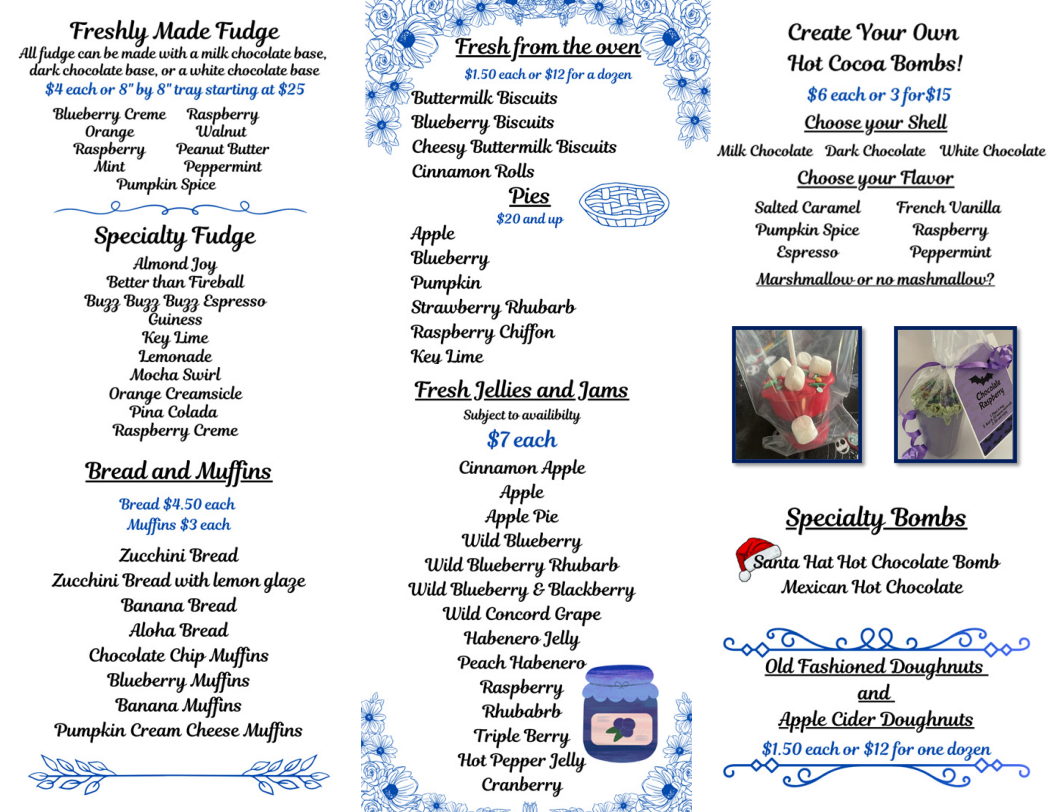 Freshly Made Fudge
All fudge can be made with a milk chocolate base,
dark chocolate base, or a white chocolate base
$4 each or 8" by 8" tray starting at $25
Blueberry Creme Raspberry
Orange Walnut
Raspberry Peanut Butter
Mint Peppermint
Pumpkin Spice
Specialty Fudge
Almond Joy
Better than Fireball
Buzz Buzz Buzz Espresso
Guiness
Key Lime
Lemonade
Mocha Swirl
Orange Creamsicle
Pina Colada
Raspberry Creme
Bread and Muffins
Bread $4.50 each
Muffins $3 each
Zucchini Bread
Zucchini Bread with lemon glaze
Banana Bread
Aloha Bread
Chocolate Chip Muffins
Blueberry Muffins
Banana Muffins
Pumpkin Cream Cheese Muffins
Fresh from the oven
$1.50 each or $12 for a dozen
Buttermilk Biscuits
Blueberry Biscuits
Cheesy Buttermilk Biscuits
Cinnamon Rolls
Pies
$20 and up
Apple
Blueberry
Pumpkin
Strawberry Rhubarb
Raspberry Chiffon
Key Lime
Fresh Jellies and Jams
Subject to availibilty
$7 each
Cinnamon Apple
Apple
Apple Pie
Wild Blueberry
Wild Blueberry Rhubarb
Wild Blueberry & Blackberry
Wild Concord Grape
Habenero Jelly
Peach Habenero
Raspberry
Rhubabrb
Triple Berry
Hot Pepper Jelly
Cranberry
Create Your Own
Hot Cocoa Bombs!
$6 each or 3 for$15
Choose your Shell
Milk Chocolate Dark Chocolate White Chocolate
Choose your Flavor
Salted Caramel French Vanilla
Pumpkin Spice Raspberry
Espresso Peppermint
Marshmallow or no mashmallow?
Chocolate
Raspberry
Specialty Bombs
Santa Hat Hot Chocolate Bomb
Mexican Hot Chocolate
Old Fashioned Doughnuts
and
Apple Cider Doughnuts
$1.50 each or $12 for one dozen